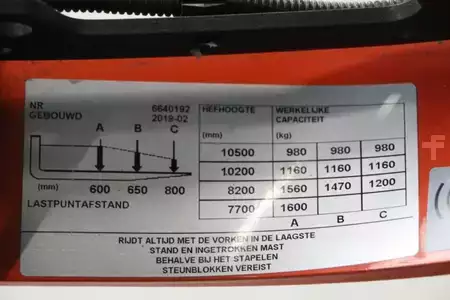 NR 6640192
GEBOUWD 2019-02
A B C
(mm) 600 650 800
LASTPUNTAFSTAND
HEFHOOGTE WERKELIJKE
CAPACITEIT
(mm) (kg)
10500 980 980 980
10200 1160 1160 1160
8200 1560 1470 1200
7700 1600
A B C
RIJDT ALTIJD MET DE VORKEN IN DE LAAGSTE
STAND EN INGETROKKEN MAST
BEHALVE BIJ HET STAPELEN
STEUNBLOKKEN VEREIST
f